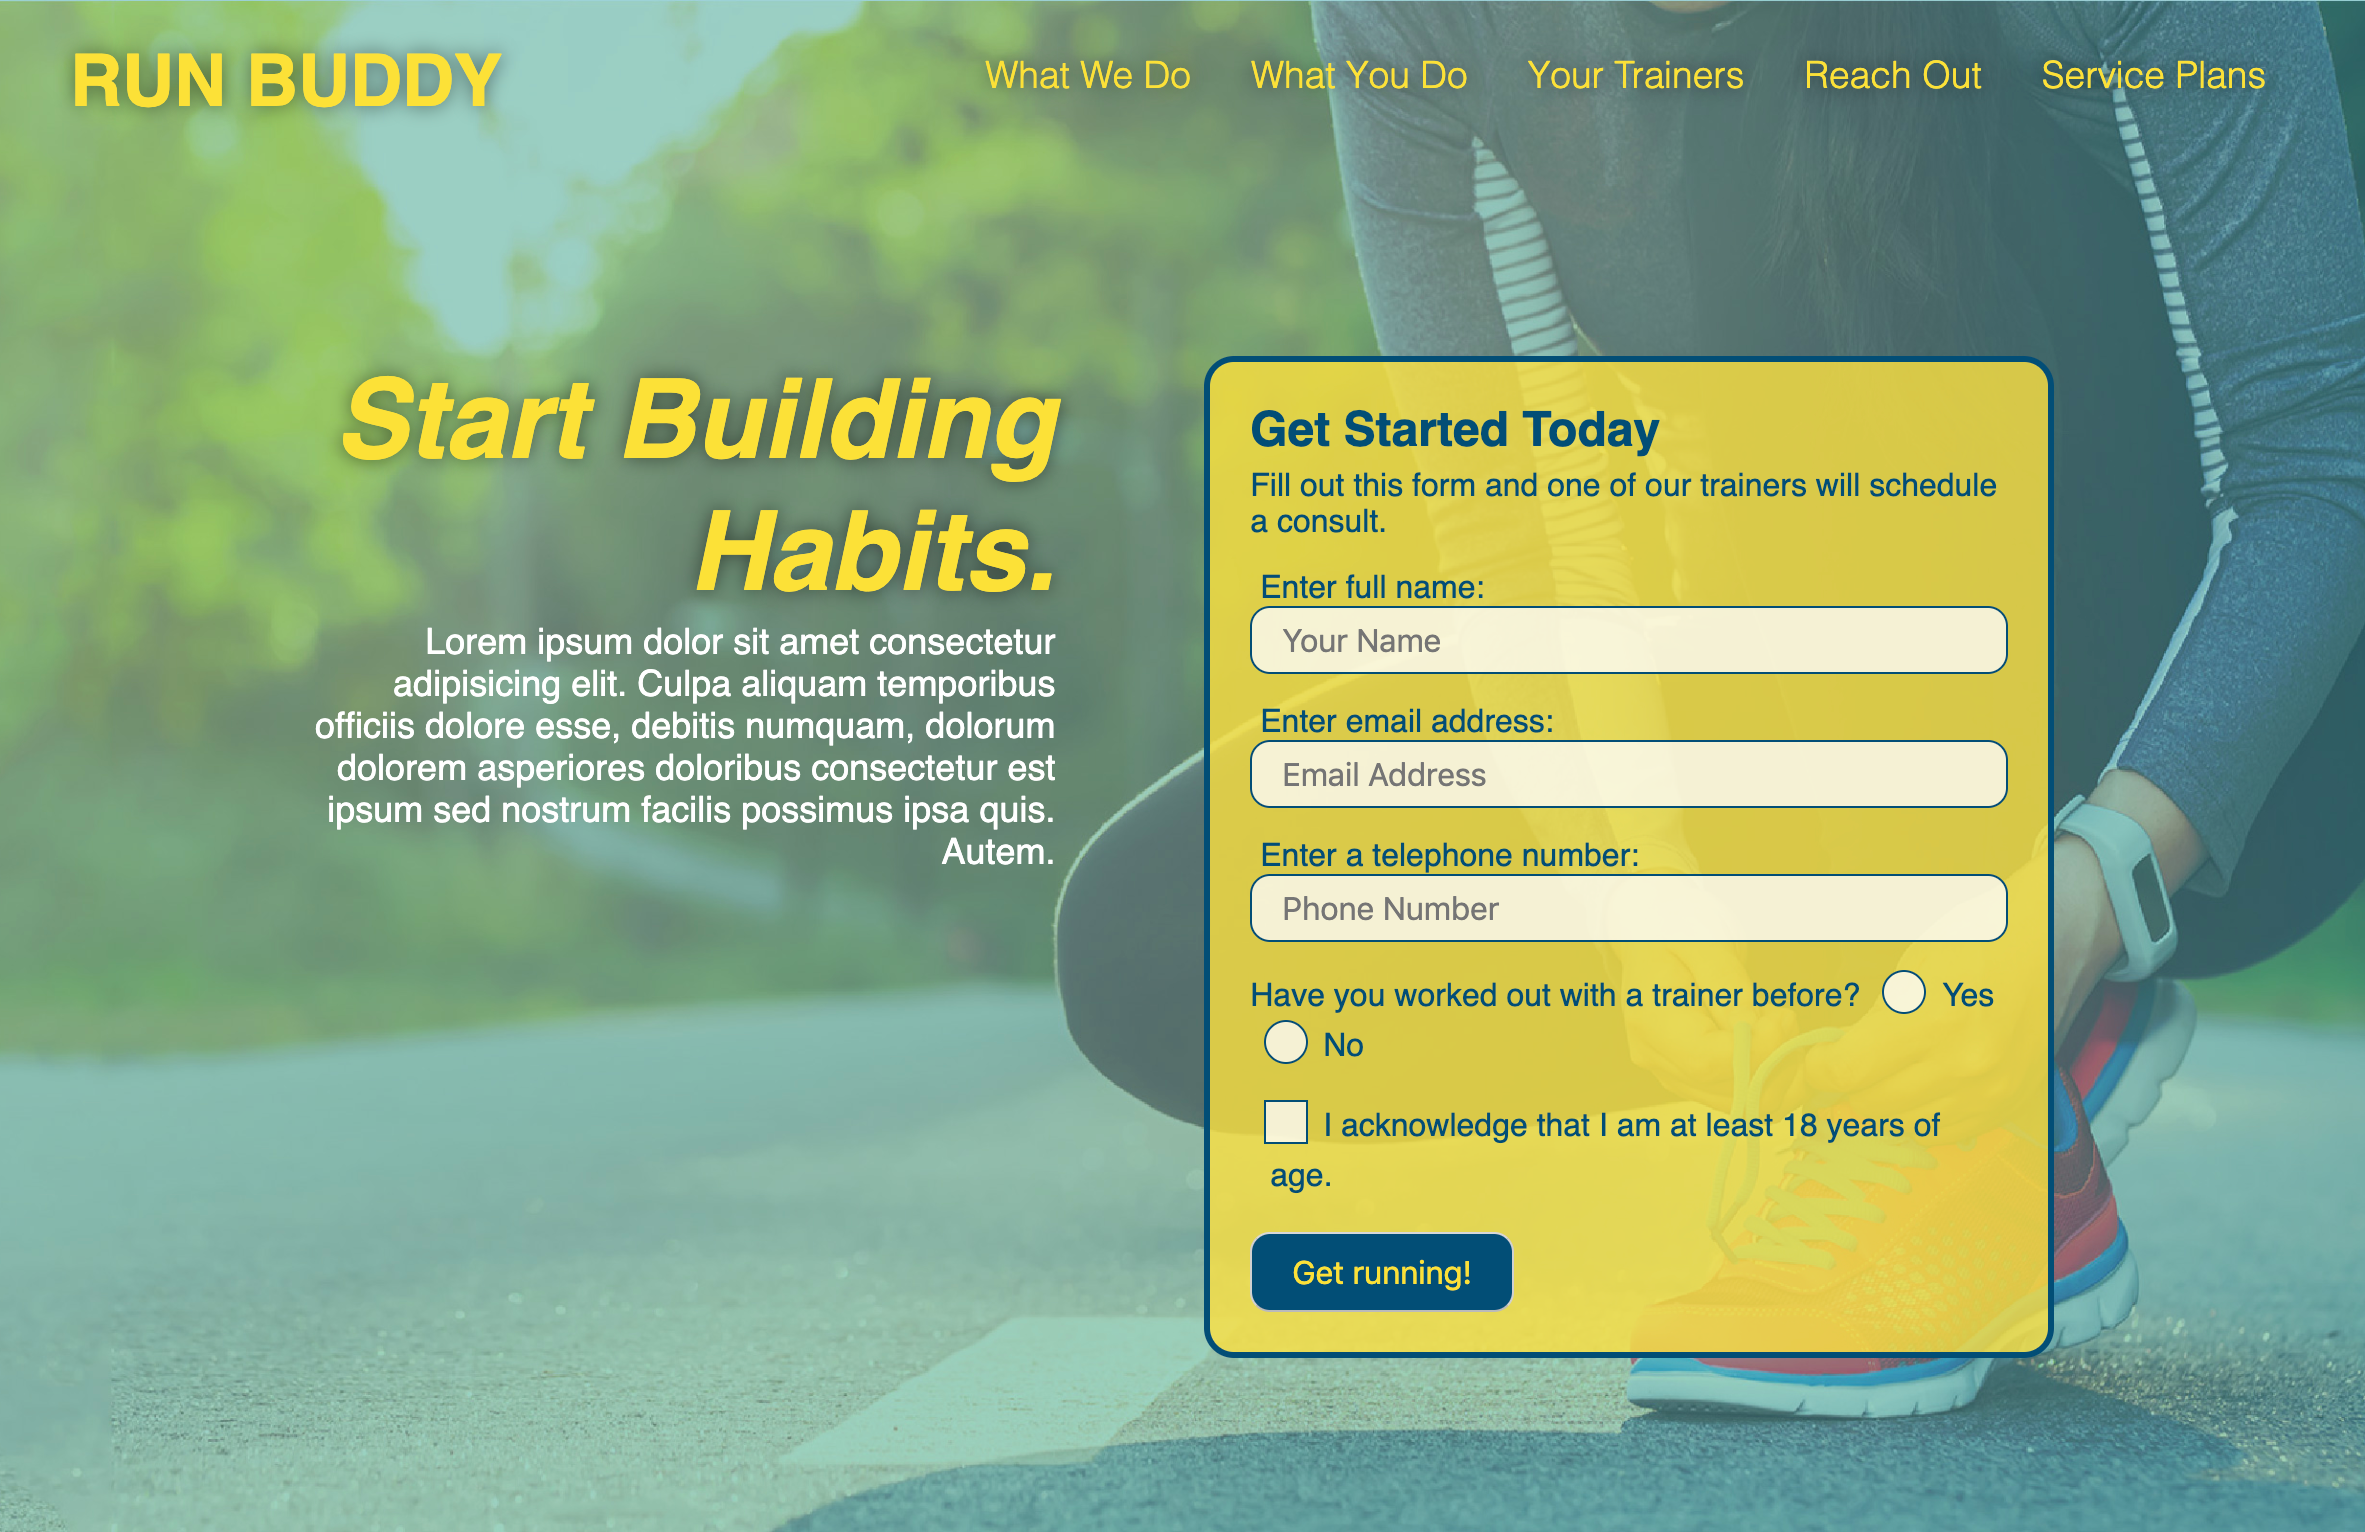 RUN BUDDY
What We Do
What You Do
Your Trainers
Reach Out
Service Plans
Start Building
Habits.
Lorem ipsum dolor sit amet consectetur
adipisicing elit. Culpa aliquam temporibus
officiis dolore esse, debitis numquam, dolorum
dolorem asperiores doloribus consectetur est
ipsum sed nostrum facilis possimus ipsa quis.
Autem.
Get Started Today
Fill out this form and one of our trainers will schedule
a consult.
Enter full name:
Your Name
Enter email address:
Email Address
Enter a telephone number:
Phone Number
Have you worked out with a trainer before? Yes
No
I acknowledge that I am at least 18 years of
age.
Get running!